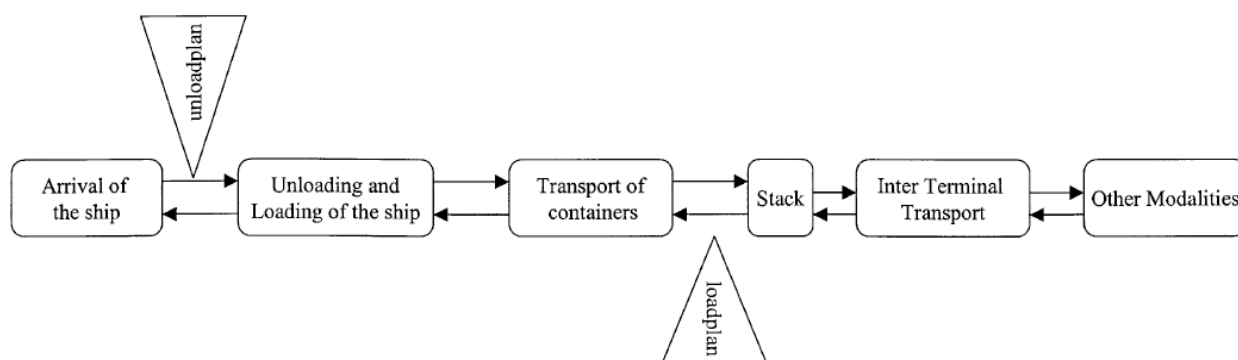 unloadplan
Arrival of
the ship
Unloading and
Loading of the ship
Transport of
containers
Stack
Inter Terminal
Transport
Other Modalities
loadplan